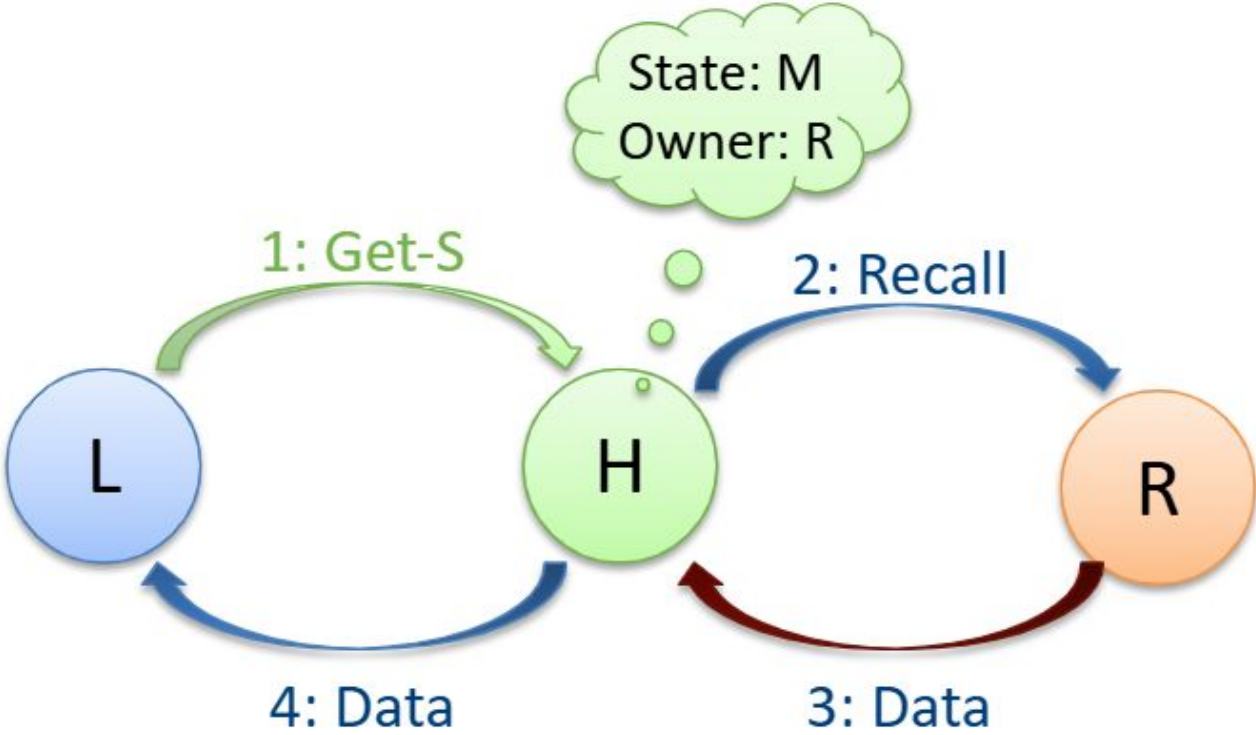 State: M
Owner: R
1: Get-S
2: Recall
L
H
R
4: Data
3: Data